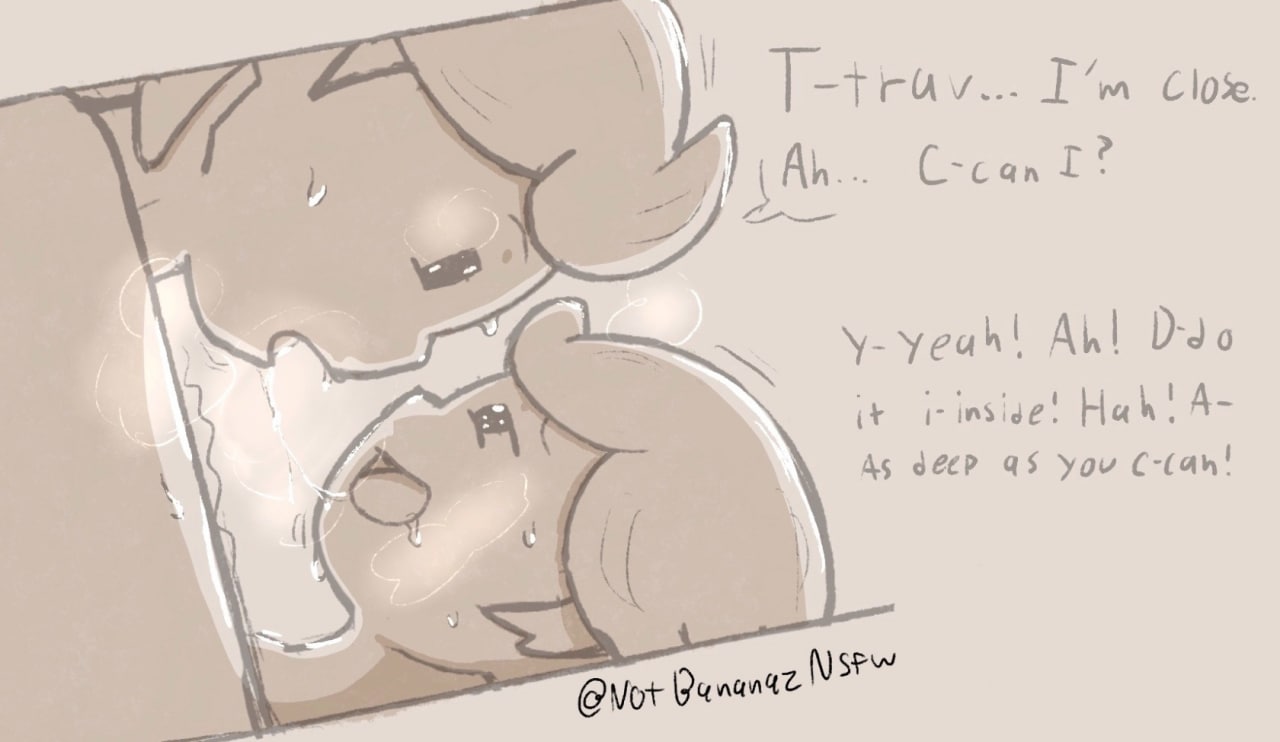 T-trav... I'm close.
Ah... C-can I?
Y-yeah! Ah! D-do
it i-inside! Hah! A-
As deep as you c-can!
@NotBananazNsfw